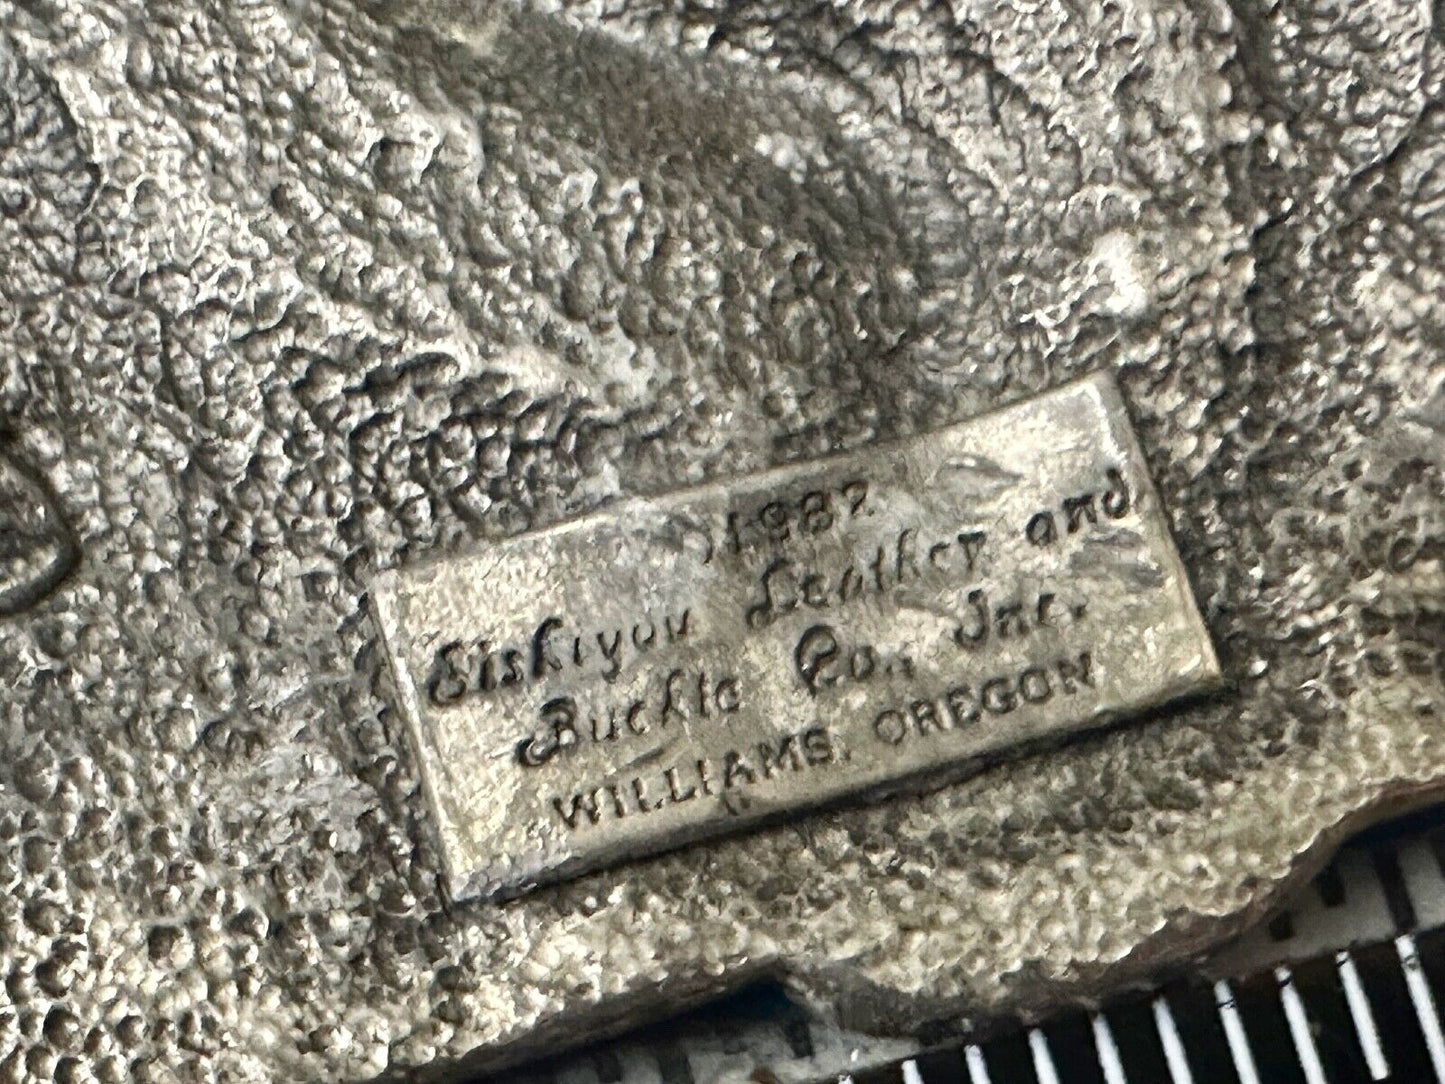 1982
Siskiyou Leather and
Buckle Co., Inc.
WILLIAMS, OREGON